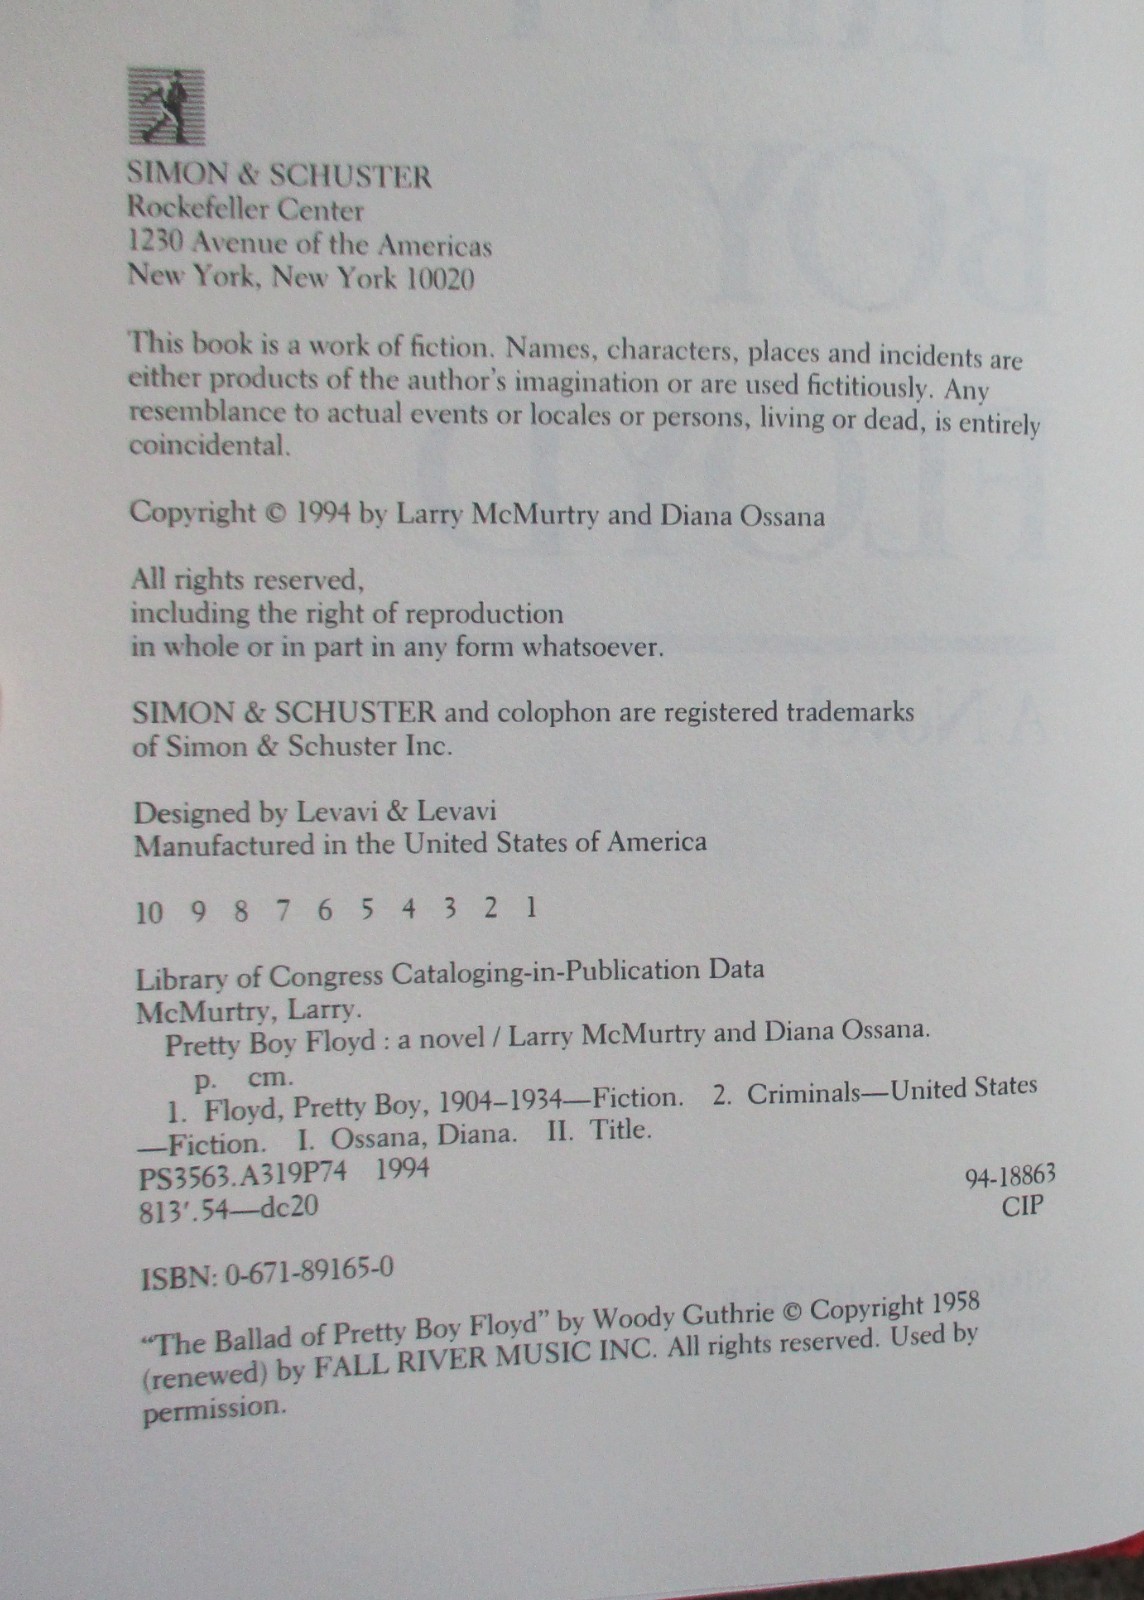 SIMON & SCHUSTER
Rockefeller Center
1230 Avenue of the Americas
New York, New York 10020
This book is a work of fiction. Names, characters, places and incidents are
either products of the author's imagination or are used fictitiously. Any
resemblance to actual events or locales or persons, living or dead, is entirely
coincidental.
Copyright © 1994 by Larry McMurtry and Diana Ossana
All rights reserved,
including the right of reproduction
in whole or in part in any form whatsoever.
SIMON & SCHUSTER and colophon are registered trademarks
of Simon & Schuster Inc.
Designed by Levavi & Levavi
Manufactured in the United States of America
10 9 8 7 6 5 4 3 2 1
Library of Congress Cataloging-in-Publication Data
McMurtry, Larry.
Pretty Boy Floyd : a novel / Larry McMurtry and Diana Ossana.
p. cm.
1. Floyd, Pretty Boy, 1904–1934—Fiction. 2. Criminals—United States
—Fiction. I. Ossana, Diana. II. Title.
PS3563.A319P74 1994
94-18863
813'.54—dc20
CIP
ISBN: 0-671-89165-0
"The Ballad of Pretty Boy Floyd" by Woody Guthrie © Copyright 1958
(renewed) by FALL RIVER MUSIC INC. All rights reserved. Used by
permission.